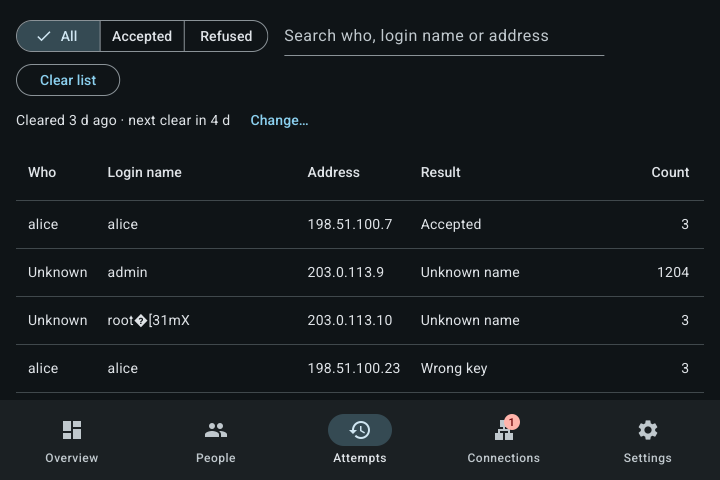 All Accepted Refused Search who, login name or address
Clear list
Cleared 3 d ago · next clear in 4 d Change…
Who Login name Address Result Count
alice alice 198.51.100.7 Accepted 3
Unknown admin 203.0.113.9 Unknown name 1204
Unknown root�[31mX 203.0.113.10 Unknown name 3
alice alice 198.51.100.23 Wrong key 3
1
Overview People Attempts Connections Settings